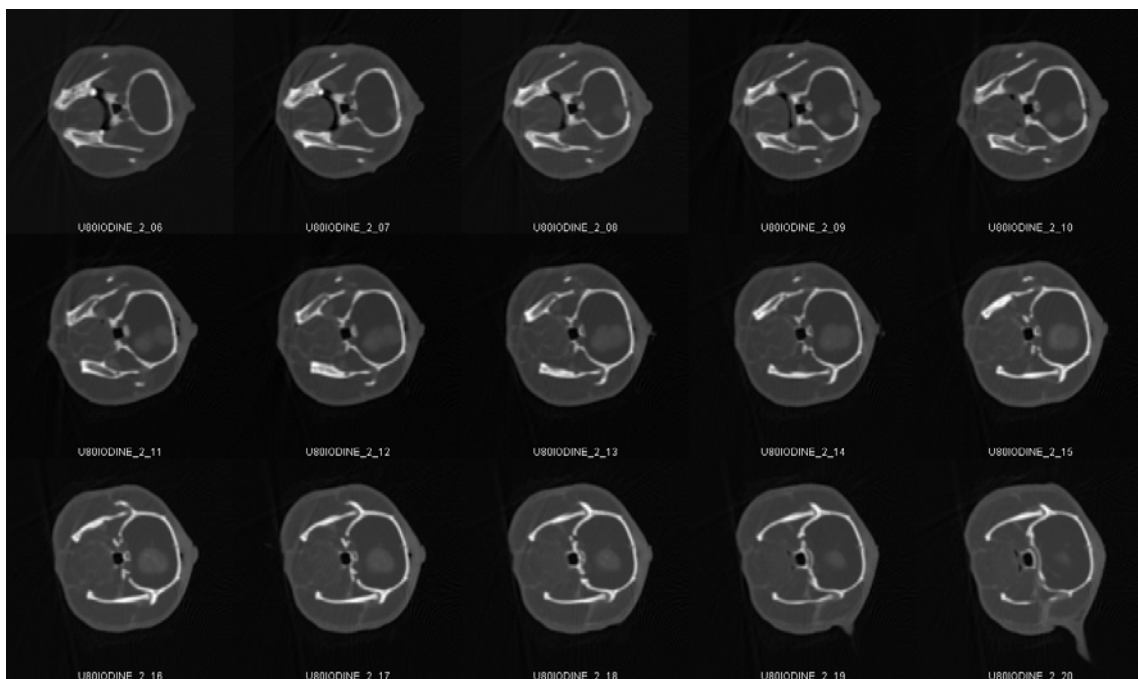 U80IODINE_2_06
U80IODINE_2_07
U80IODINE_2_08
U80IODINE_2_09
U80IODINE_2_10
U80IODINE_2_11
U80IODINE_2_12
U80IODINE_2_13
U80IODINE_2_14
U80IODINE_2_15
U80IODINE_2_16
U80IODINE_2_17
U80IODINE_2_18
U80IODINE_2_19
U80IODINE_2_20